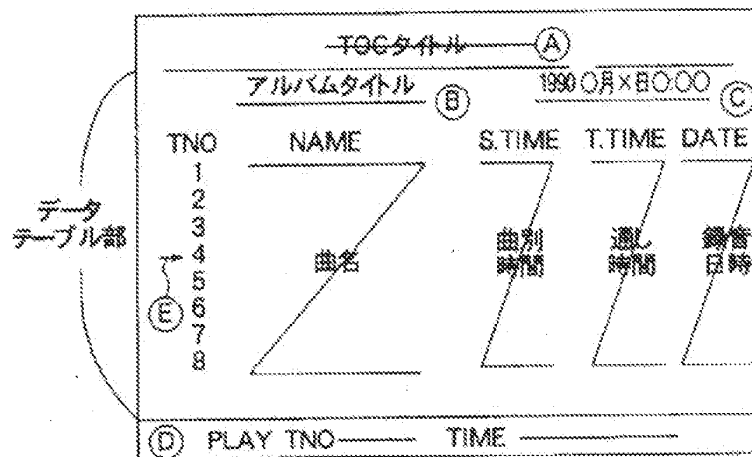 TOCタイトル Ⓐ
アルバムタイトル Ⓑ 1990 ○月×日○:○○ Ⓒ
TNO NAME S.TIME T.TIME DATE
1
2
3
4
5
6
7
8
データ
テーブル部
Ⓔ
曲名
曲別
時間
通し
時間
録音
日時
Ⓓ PLAY TNO TIME